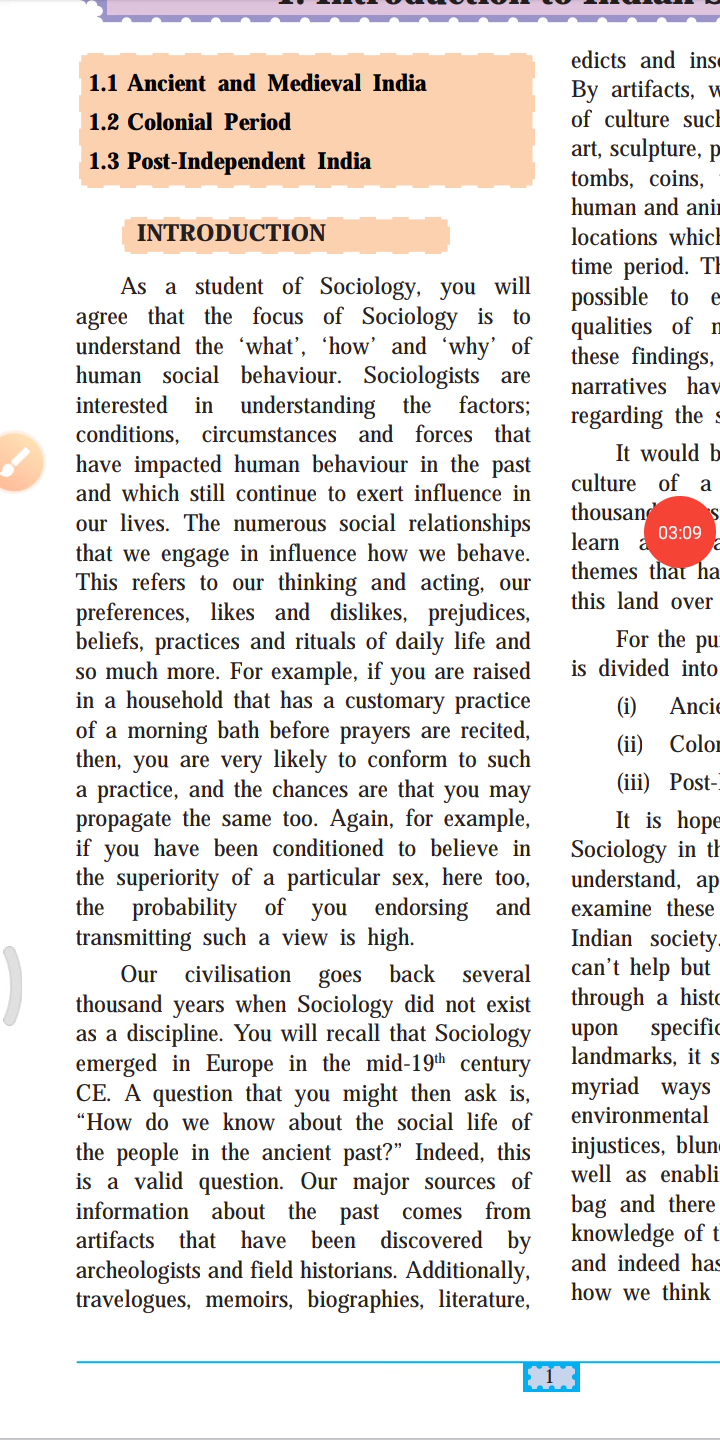 1.1 Ancient and Medieval India
1.2 Colonial Period
1.3 Post-Independent India
INTRODUCTION
As a student of Sociology, you will
agree that the focus of Sociology is to
understand the ‘what’, ‘how’ and ‘why’ of
human social behaviour. Sociologists are
interested in understanding the factors;
conditions, circumstances and forces that
have impacted human behaviour in the past
and which still continue to exert influence in
our lives. The numerous social relationships
that we engage in influence how we behave.
This refers to our thinking and acting, our
preferences, likes and dislikes, prejudices,
beliefs, practices and rituals of daily life and
so much more. For example, if you are raised
in a household that has a customary practice
of a morning bath before prayers are recited,
then, you are very likely to conform to such
a practice, and the chances are that you may
propagate the same too. Again, for example,
if you have been conditioned to believe in
the superiority of a particular sex, here too,
the probability of you endorsing and
transmitting such a view is high.
Our civilisation goes back several
thousand years when Sociology did not exist
as a discipline. You will recall that Sociology
emerged in Europe in the mid-19th century
CE. A question that you might then ask is,
“How do we know about the social life of
the people in the ancient past?” Indeed, this
is a valid question. Our major sources of
information about the past comes from
artifacts that have been discovered by
archeologists and field historians. Additionally,
travelogues, memoirs, biographies, literature,
edicts and
By artifacts,
of culture
art, sculpture,
tombs, coins,
human and
locations
time period.
possible to
qualities of
these findings,
narratives
regarding the
It would
culture of a
learn
themes that
this land over
For the
is divided into
(i)
(ii)
(iii)
It is
Sociology in
understand,
examine these
Indian society.
can’t help but
through a
upon
landmarks, it
myriad ways
environmental
injustices,
well as
bag and there
knowledge of
and indeed
how we think
03:09
1